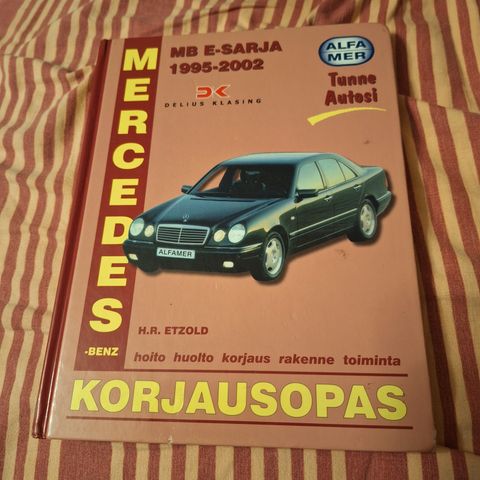 MERCEDES
-BENZ
MB E-SARJA
1995-2002
DK
DELIUS KLASING
ALFA
MER
Tunne
Autosi
ALFAMER
H.R. ETZOLD
hoito huolto korjaus rakenne toiminta
KORJAUSOPAS